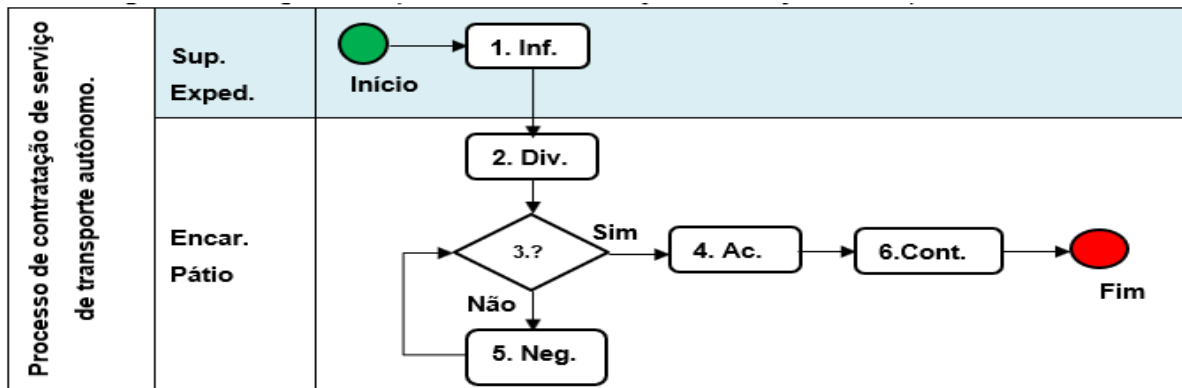 Processo de contratação de serviço
de transporte autônomo.
Sup.
Exped.
Início
1. Inf.
Encar.
Pátio
2. Div.
3.?
Sim
Não
4. Ac.
5. Neg.
6.Cont.
Fim